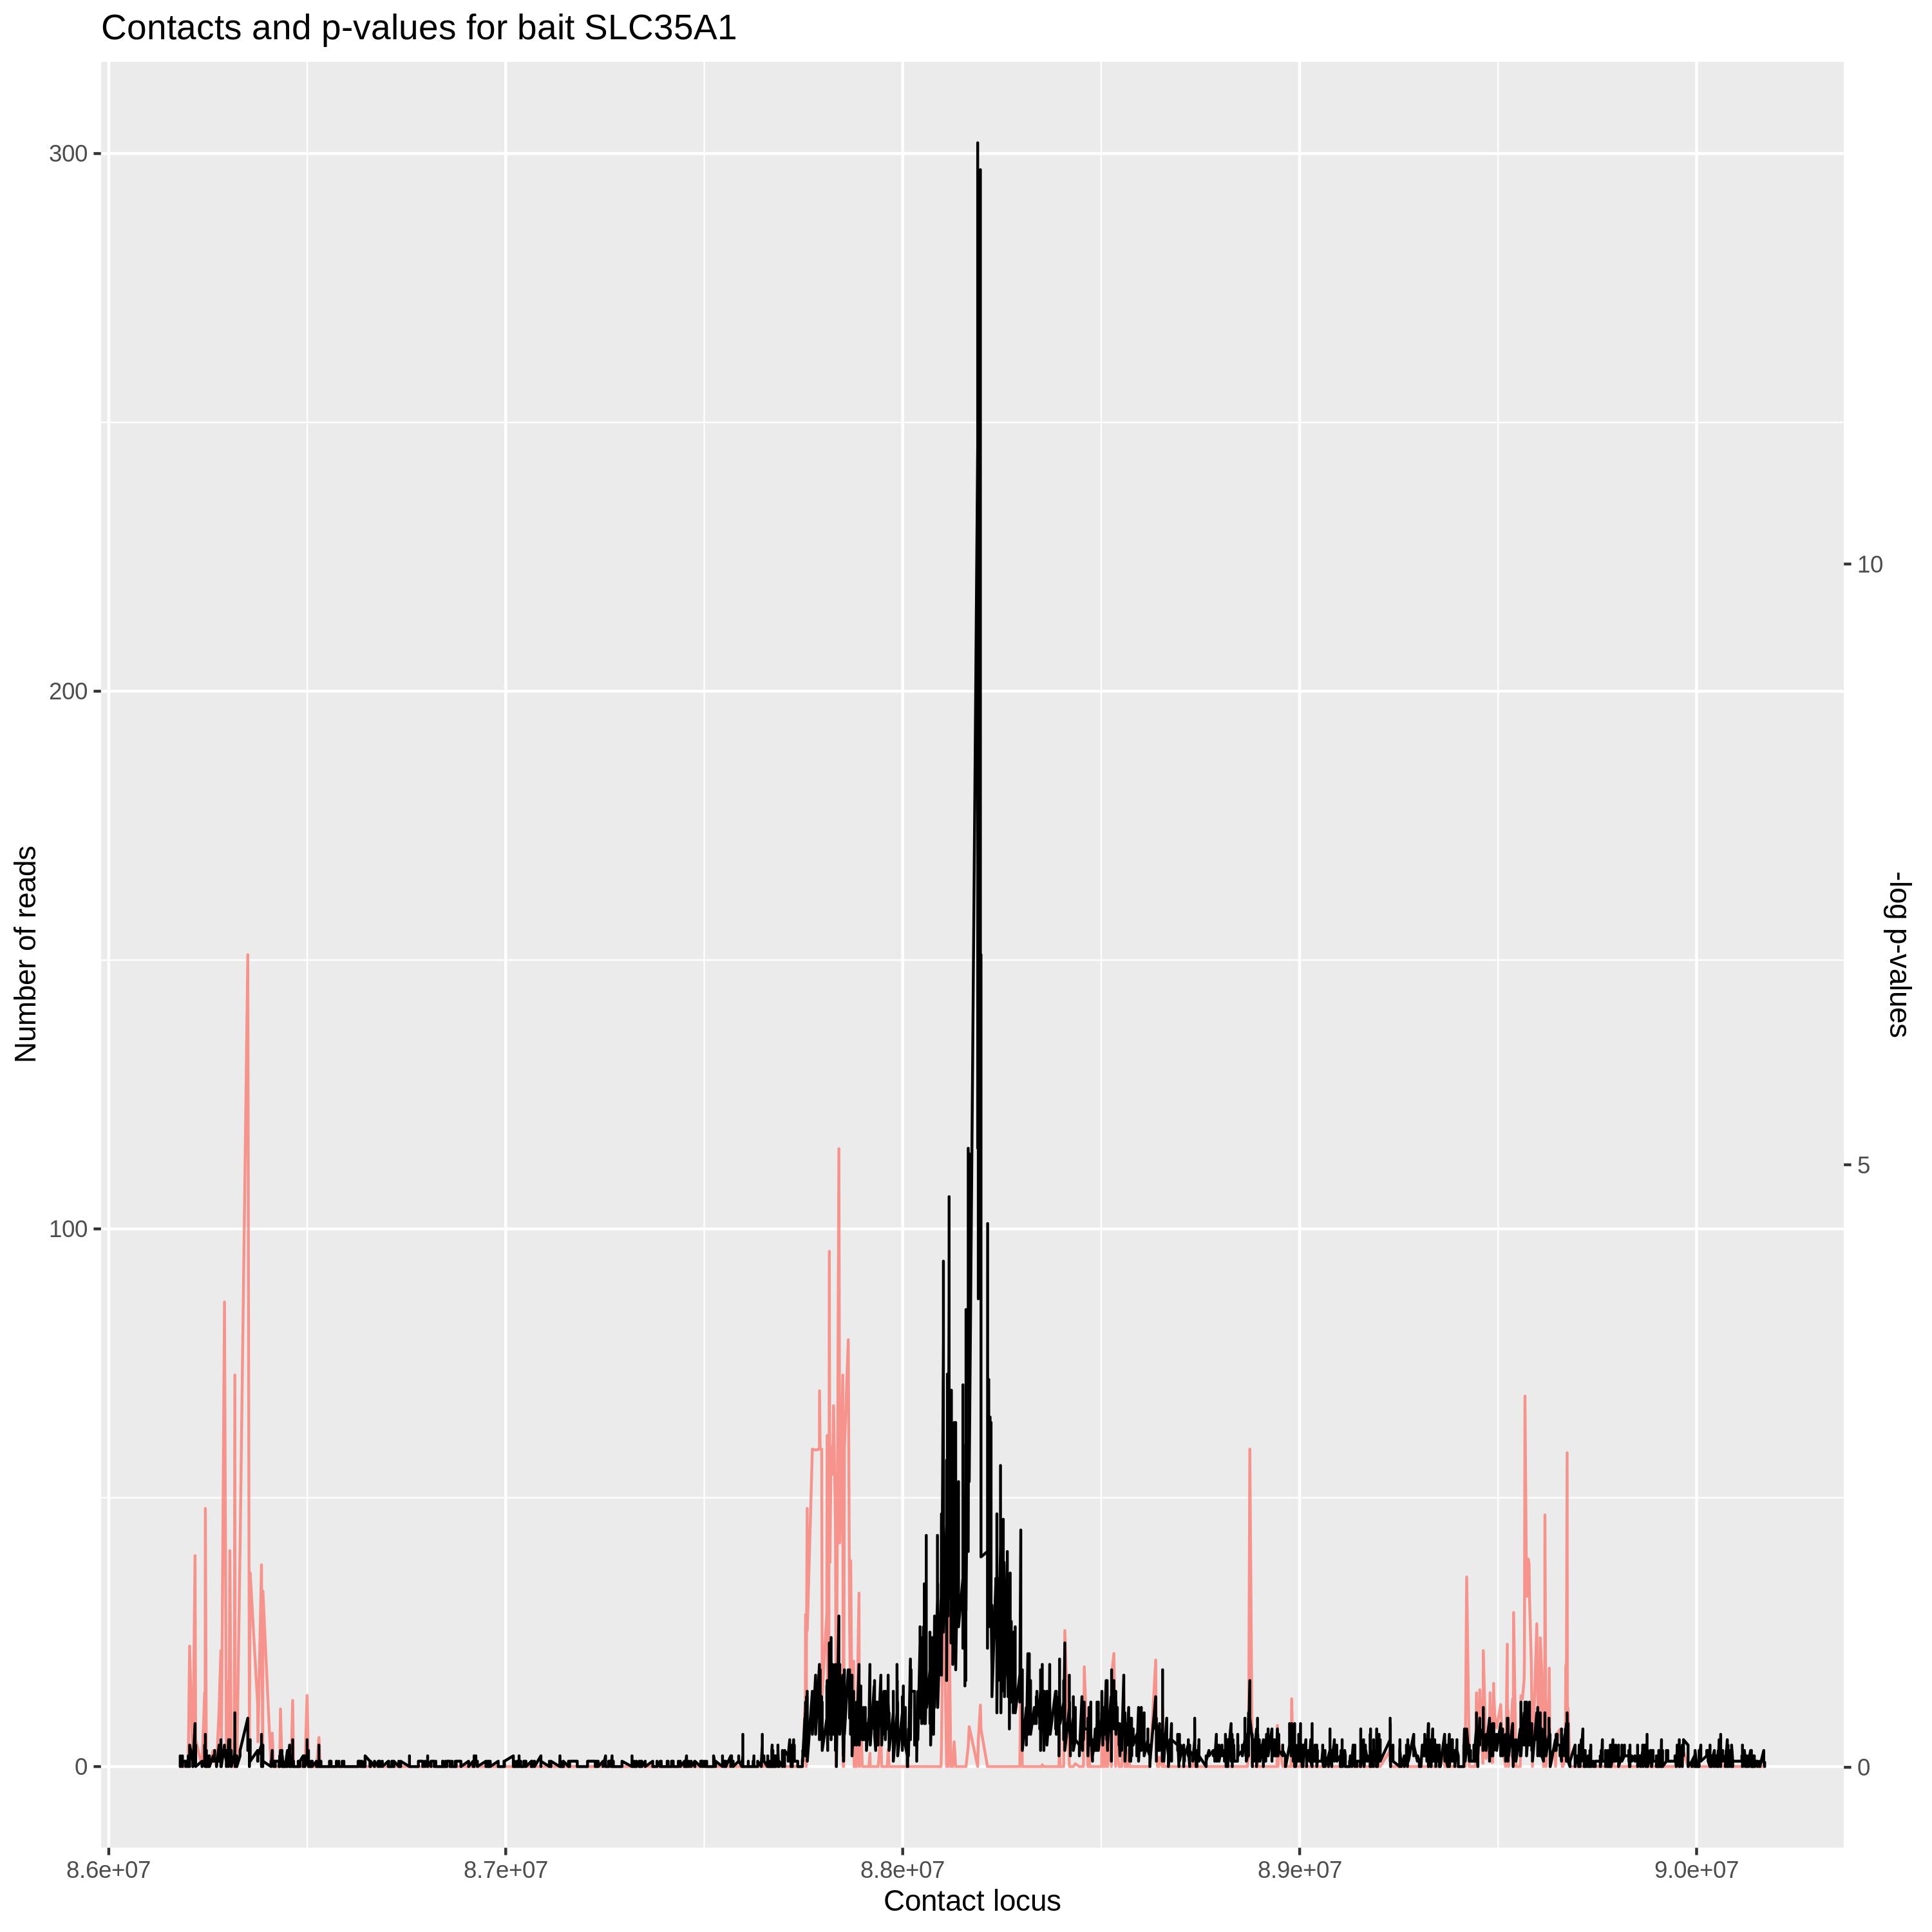 Contacts and p-values for bait SLC35A1
300
200
100
0
Number of reads
10
5
0
-log p-values
8.6e+07
8.7e+07
8.8e+07
8.9e+07
9.0e+07
Contact locus